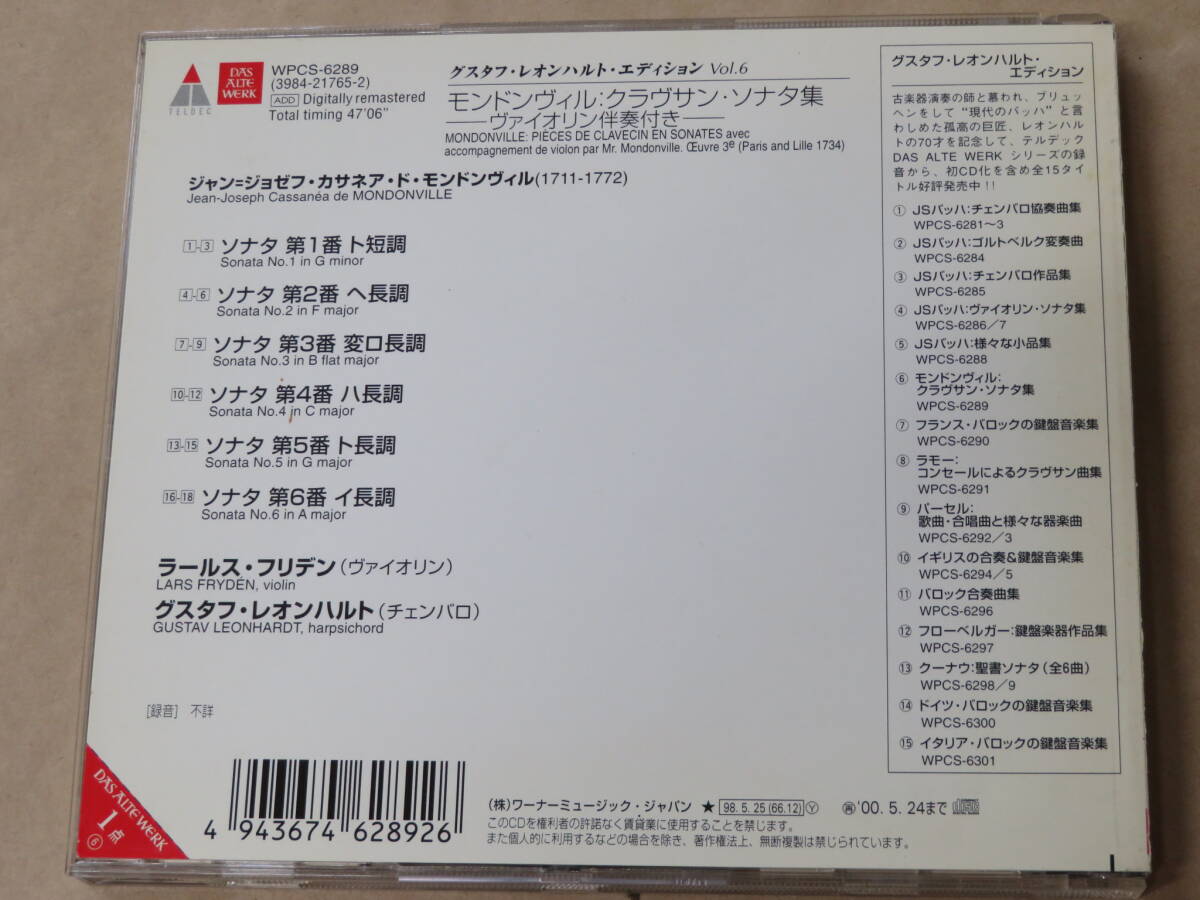 TELDEC
DAS
ALTE
WERK
WPCS-6289
(3984-21765-2)
ADD Digitally remastered
Total timing 47'06"
グスタフ・レオンハルト・エディション Vol.6
モンドンヴィル:クラヴサン・ソナタ集
——ヴァイオリン伴奏付き——
MONDONVILLE: PIÈCES DE CLAVECIN EN SONATES avec
accompagnement de violon par Mr. Mondonville. Œuvre 3e (Paris and Lille 1734)
ジャン=ジョゼフ・カサネア・ド・モンドンヴィル(1711-1772)
Jean-Joseph Cassanéa de MONDONVILLE
1-3 ソナタ 第1番 ト短調
Sonata No.1 in G minor
4-6 ソナタ 第2番 ヘ長調
Sonata No.2 in F major
7-9 ソナタ 第3番 変ロ長調
Sonata No.3 in B flat major
10-12 ソナタ 第4番 ハ長調
Sonata No.4 in C major
13-15 ソナタ 第5番 ト長調
Sonata No.5 in G major
16-18 ソナタ 第6番 イ長調
Sonata No.6 in A major
ラールス・フリデン(ヴァイオリン)
LARS FRYDÉN, violin
グスタフ・レオンハルト(チェンバロ)
GUSTAV LEONHARDT, harpsichord
[録音] 不詳
DAS ALTE WERK
1点
⑥
4 943674 628926
(株)ワーナーミュージック・ジャパン ★ 98.5.25(66.12) Ⓨ 再 '00.5.24まで
このCDを権利者の許諾なく賃貸業に使用することを禁じます。
また個人的に利用するなどの場合を除き、著作権法上、無断複製は禁じられています。
グスタフ・レオンハルト・
エディション
古楽器演奏の師と慕われ、ブリュッ
ヘンをして“現代のバッハ”と言
わしめた孤高の巨匠、レオンハル
トの70才を記念して、テルデック
DAS ALTE WERK シリーズの録
音から、初CD化を含め全15タイ
トル好評発売中!!
① JSバッハ:チェンバロ協奏曲集
WPCS-6281〜3
② JSバッハ:ゴルトベルク変奏曲
WPCS-6284
③ JSバッハ:チェンバロ作品集
WPCS-6285
④ JSバッハ:ヴァイオリン・ソナタ集
WPCS-6286/7
⑤ JSバッハ:様々な小品集
WPCS-6288
⑥ モンドンヴィル:
クラヴサン・ソナタ集
WPCS-6289
⑦ フランス・バロックの鍵盤音楽集
WPCS-6290
⑧ ラモー:
コンセールによるクラヴサン曲集
WPCS-6291
⑨ パーセル:
歌曲・合唱曲と様々な器楽曲
WPCS-6292/3
⑩ イギリスの合奏&鍵盤音楽集
WPCS-6294/5
⑪ バロック合奏曲集
WPCS-6296
⑫ フローベルガー:鍵盤楽器作品集
WPCS-6297
⑬ クーナウ:聖書ソナタ(全6曲)
WPCS-6298/9
⑭ ドイツ・バロックの鍵盤音楽集
WPCS-6300
⑮ イタリア・バロックの鍵盤音楽集
WPCS-6301